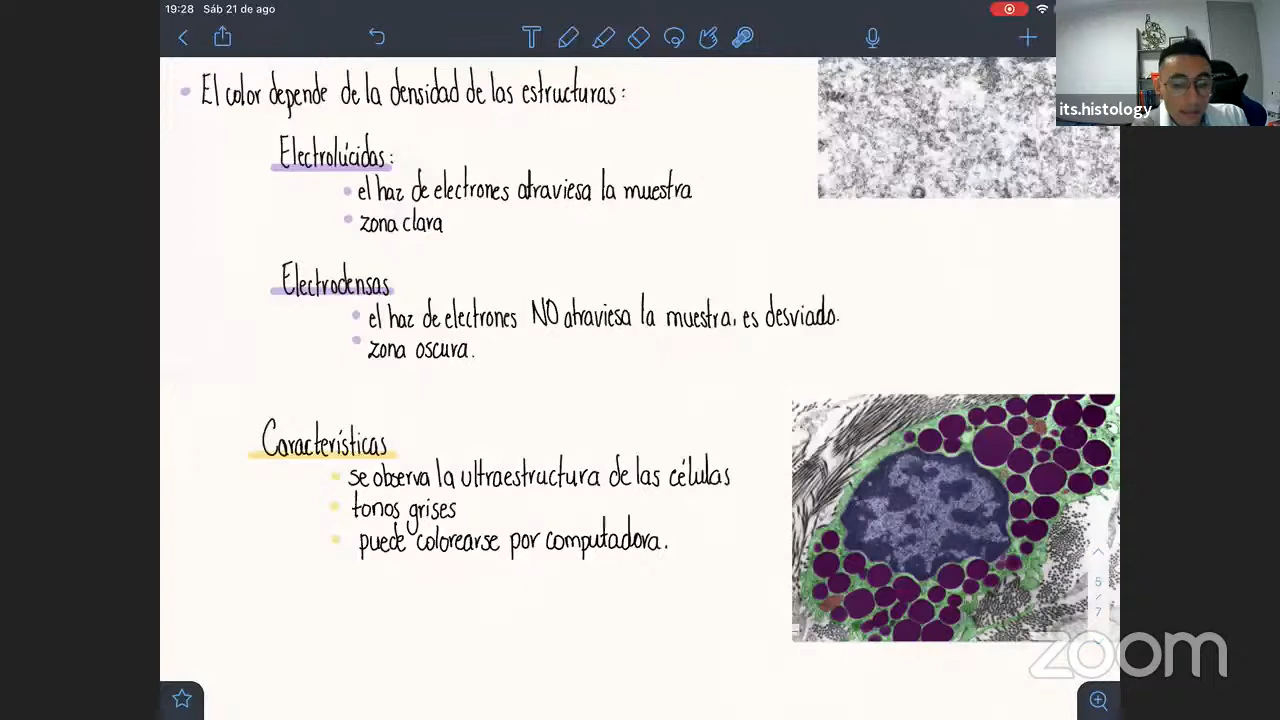 19:28 Sáb 21 de ago
its.histology
El color depende de la densidad de las estructuras:
Electrolúcidas:
el haz de electrones atraviesa la muestra
zona clara
Electrodensas
el haz de electrones NO atraviesa la muestra, es desviado.
zona oscura.
Características
se observa la ultraestructura de las células
tonos grises
puede colorearse por computadora.
5
/
7
zoom